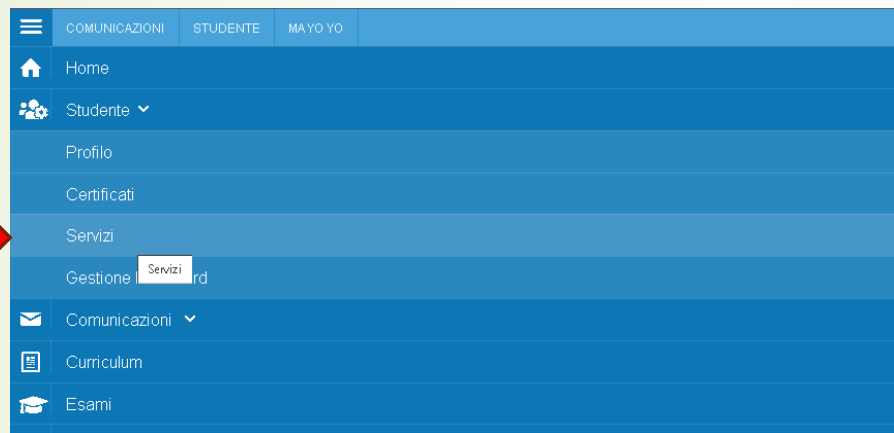 COMUNICAZIONI STUDENTE MAYO YO
Home
Studente
Profilo
Certificati
Servizi
Servizi
Gestione
Comunicazioni
Curriculum
Esami